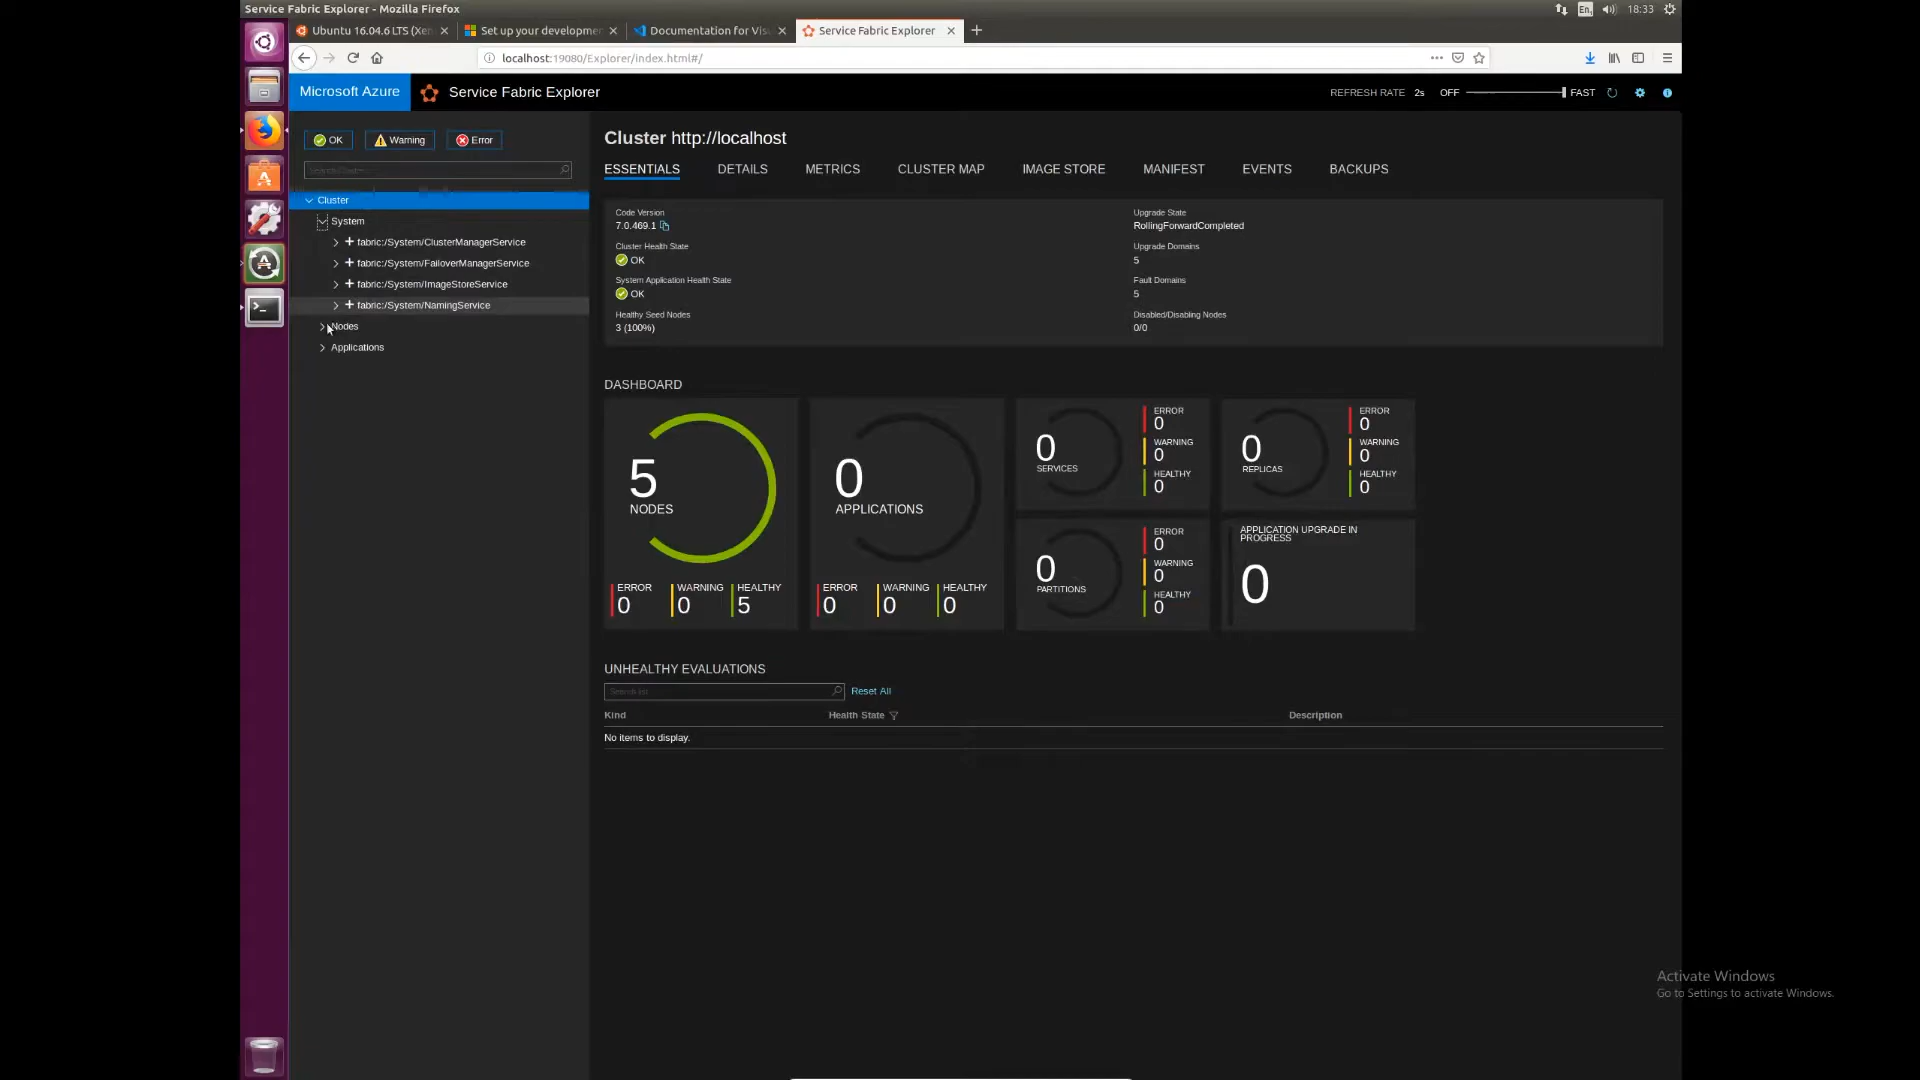 Service Fabric Explorer - Mozilla Firefox
En
18:33
Ubuntu 16.04.6 LTS (Xen
Set up your developme
Documentation for Visu
Service Fabric Explorer
localhost:19080/Explorer/index.html#/
Microsoft Azure
Service Fabric Explorer
REFRESH RATE 2s OFF FAST
OK
Warning
Error
Cluster
System
fabric:/System/ClusterManagerService
fabric:/System/FailoverManagerService
fabric:/System/ImageStoreService
fabric:/System/NamingService
Nodes
Applications
Cluster http://localhost
ESSENTIALS DETAILS METRICS CLUSTER MAP IMAGE STORE MANIFEST EVENTS BACKUPS
Code Version
7.0.469.1
Cluster Health State
OK
System Application Health State
OK
Healthy Seed Nodes
3 (100%)
Upgrade State
RollingForwardCompleted
Upgrade Domains
5
Fault Domains
5
Disabled/Disabling Nodes
0/0
DASHBOARD
5
NODES
ERROR WARNING HEALTHY
0 0 5
0
APPLICATIONS
ERROR WARNING HEALTHY
0 0 0
0
SERVICES
ERROR
0
WARNING
0
HEALTHY
0
0
REPLICAS
ERROR
0
WARNING
0
HEALTHY
0
0
PARTITIONS
ERROR
0
WARNING
0
HEALTHY
0
APPLICATION UPGRADE IN
PROGRESS
0
UNHEALTHY EVALUATIONS
Search list
Reset All
Kind Health State Description
No items to display.
Activate Windows
Go to Settings to activate Windows.